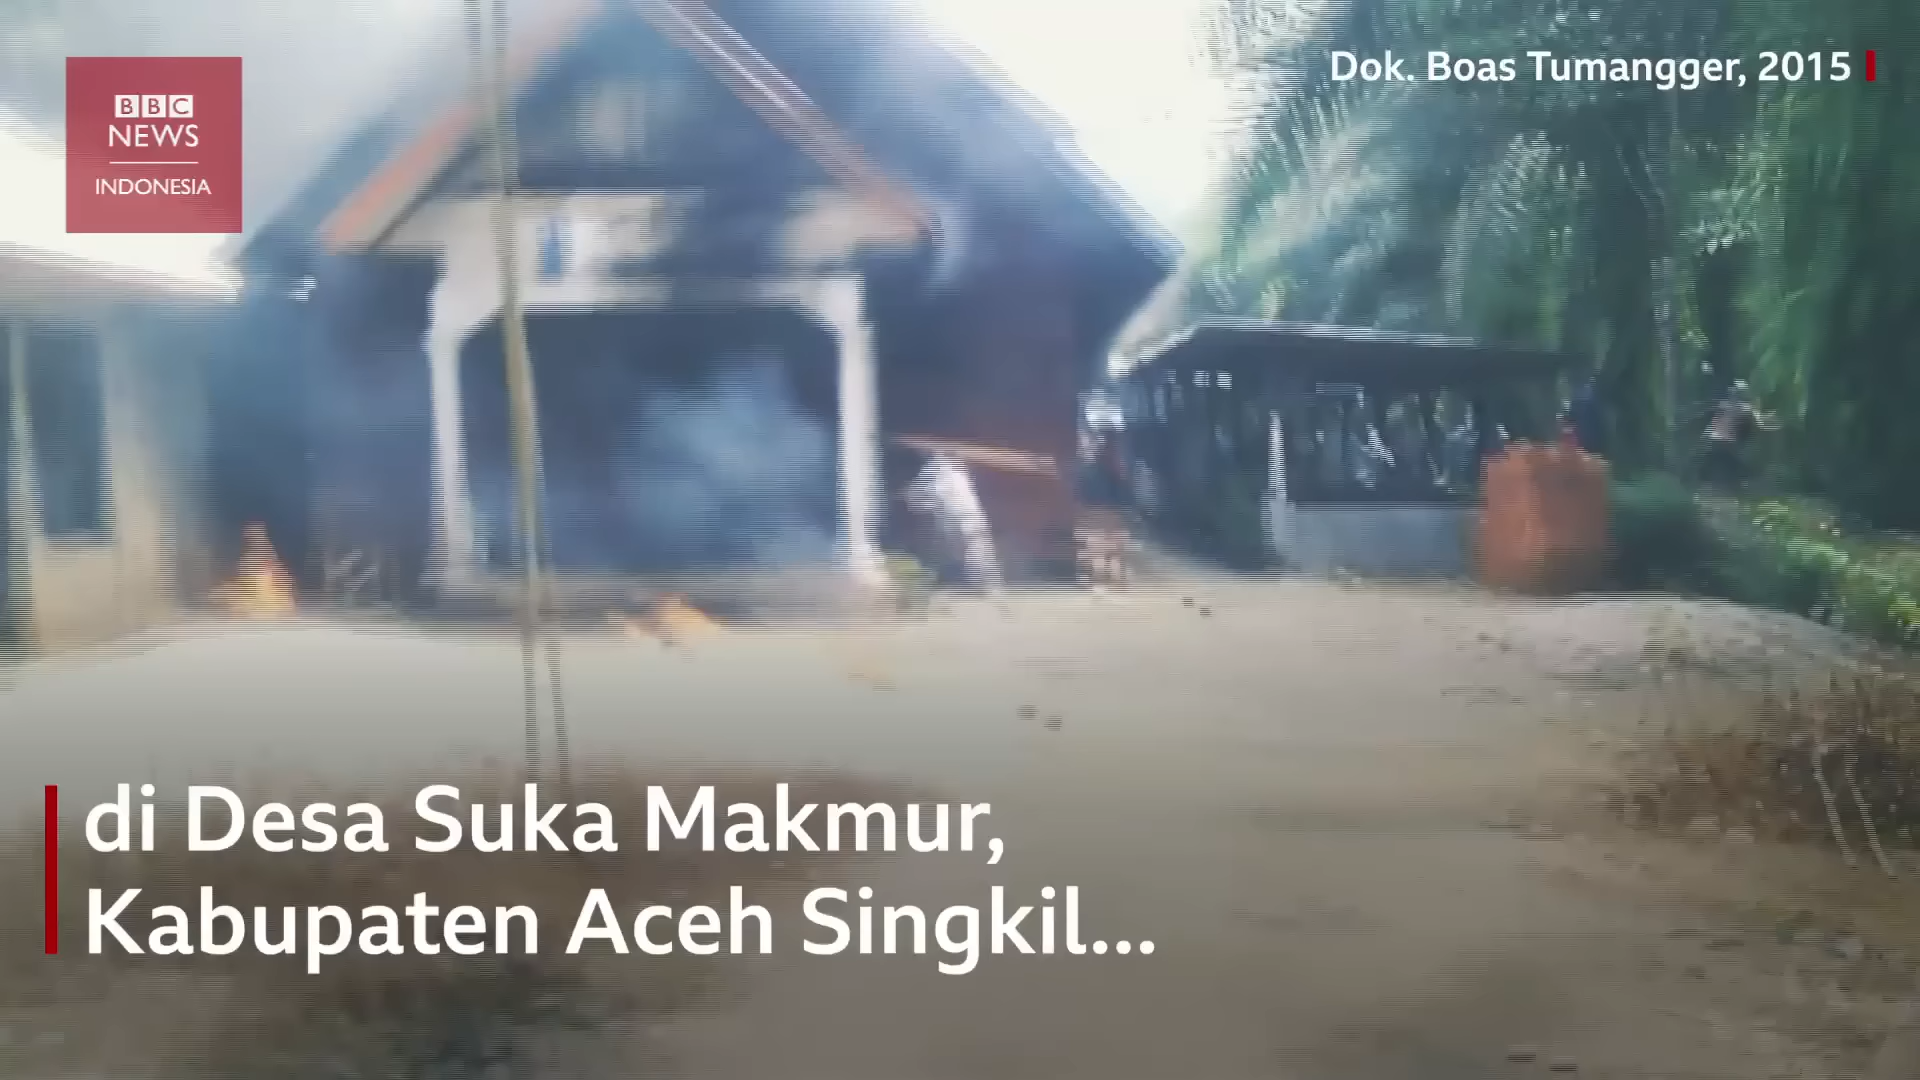 BBC
NEWS
INDONESIA
Dok. Boas Tumangger, 2015
di Desa Suka Makmur,
Kabupaten Aceh Singkil...